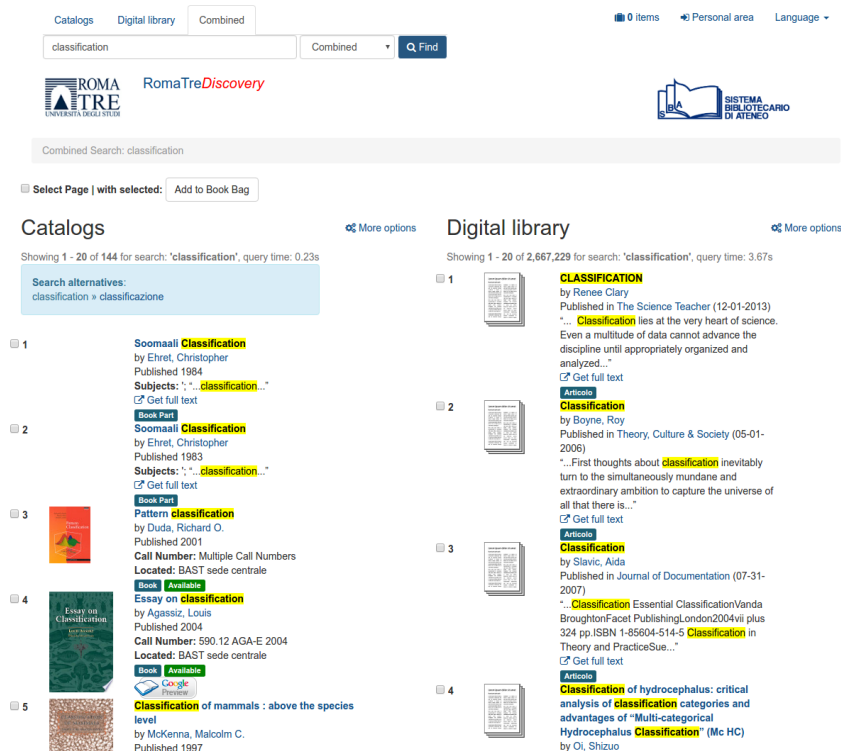 Catalogs
Digital library
Combined
0 items
Personal area
Language
classification
Combined
Find
ROMA
TRE
UNIVERSITÀ DEGLI STUDI
RomaTreDiscovery
SBA
SISTEMA
BIBLIOTECARIO
DI ATENEO
Combined Search: classification
Select Page | with selected:
Add to Book Bag
Catalogs
More options
Showing 1 - 20 of 144 for search: 'classification', query time: 0.23s
Search alternatives:
classification » classificazione
1
Soomaali Classification
by Ehret, Christopher
Published 1984
Subjects: '; “...classification...”
Get full text
Book Part
2
Soomaali Classification
by Ehret, Christopher
Published 1983
Subjects: '; “...classification...”
Get full text
Book Part
3
Pattern
Classification
Pattern classification
by Duda, Richard O.
Published 2001
Call Number: Multiple Call Numbers
Located: BAST sede centrale
Book Available
4
Essay on
Classification
Essay on classification
by Agassiz, Louis
Published 2004
Call Number: 590.12 AGA-E 2004
Located: BAST sede centrale
Book Available
Google
Preview
5
Classification of mammals : above the species
level
by McKenna, Malcolm C.
Published 1997
Digital library
More options
Showing 1 - 20 of 2,667,229 for search: 'classification', query time: 3.67s
1
CLASSIFICATION
by Renee Clary
Published in The Science Teacher (12-01-2013)
“... Classification lies at the very heart of science.
Even a multitude of data cannot advance the
discipline until appropriately organized and
analyzed...”
Get full text
Articolo
2
Classification
by Boyne, Roy
Published in Theory, Culture & Society (05-01-
2006)
“...First thoughts about classification inevitably
turn to the simultaneously mundane and
extraordinary ambition to capture the universe of
all that there is...”
Get full text
Articolo
3
Classification
by Slavic, Aida
Published in Journal of Documentation (07-31-
2007)
“...Classification Essential ClassificationVanda
BroughtonFacet PublishingLondon2004vii plus
324 pp.ISBN 1-85604-514-5 Classification in
Theory and PracticeSue...”
Get full text
Articolo
4
Classification of hydrocephalus: critical
analysis of classification categories and
advantages of “Multi-categorical
Hydrocephalus Classification” (Mc HC)
by Oi, Shizuo